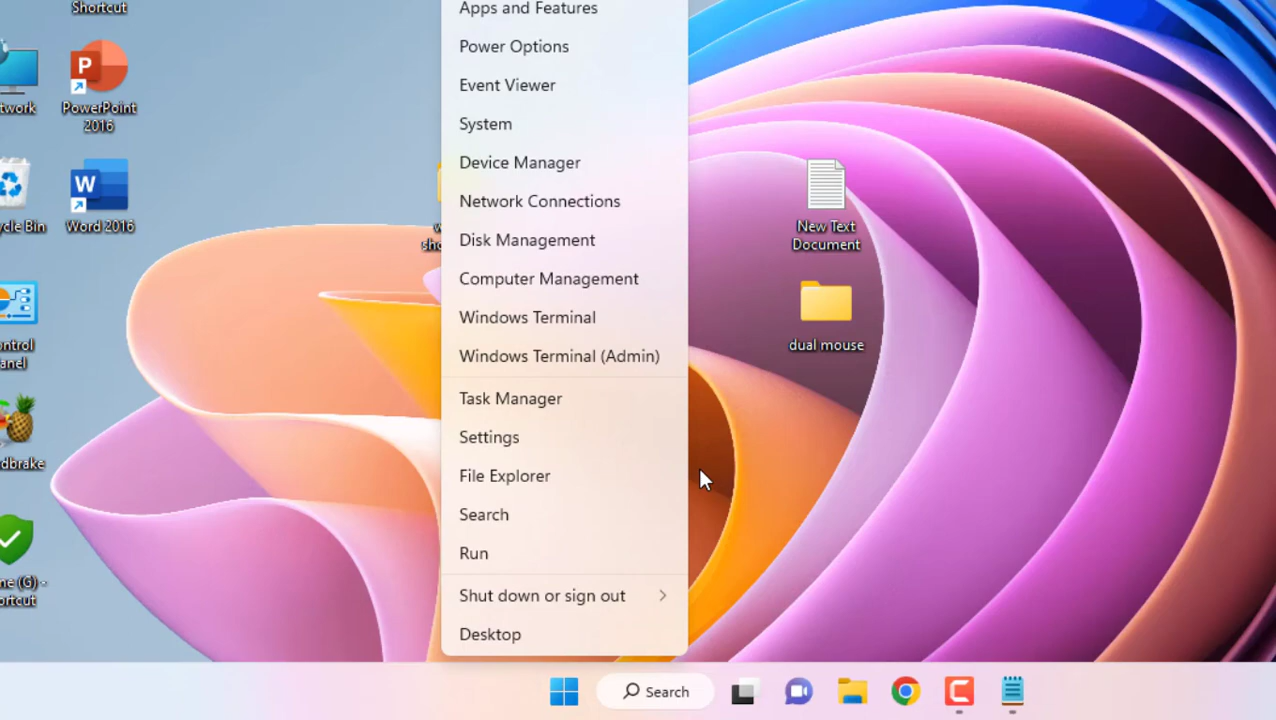 Shortcut
PowerPoint
2016
Word 2016
Apps and Features
Power Options
Event Viewer
System
Device Manager
Network Connections
Disk Management
Computer Management
Windows Terminal
Windows Terminal (Admin)
Task Manager
Settings
File Explorer
Search
Run
Shut down or sign out
Desktop
New Text
Document
dual mouse
Search